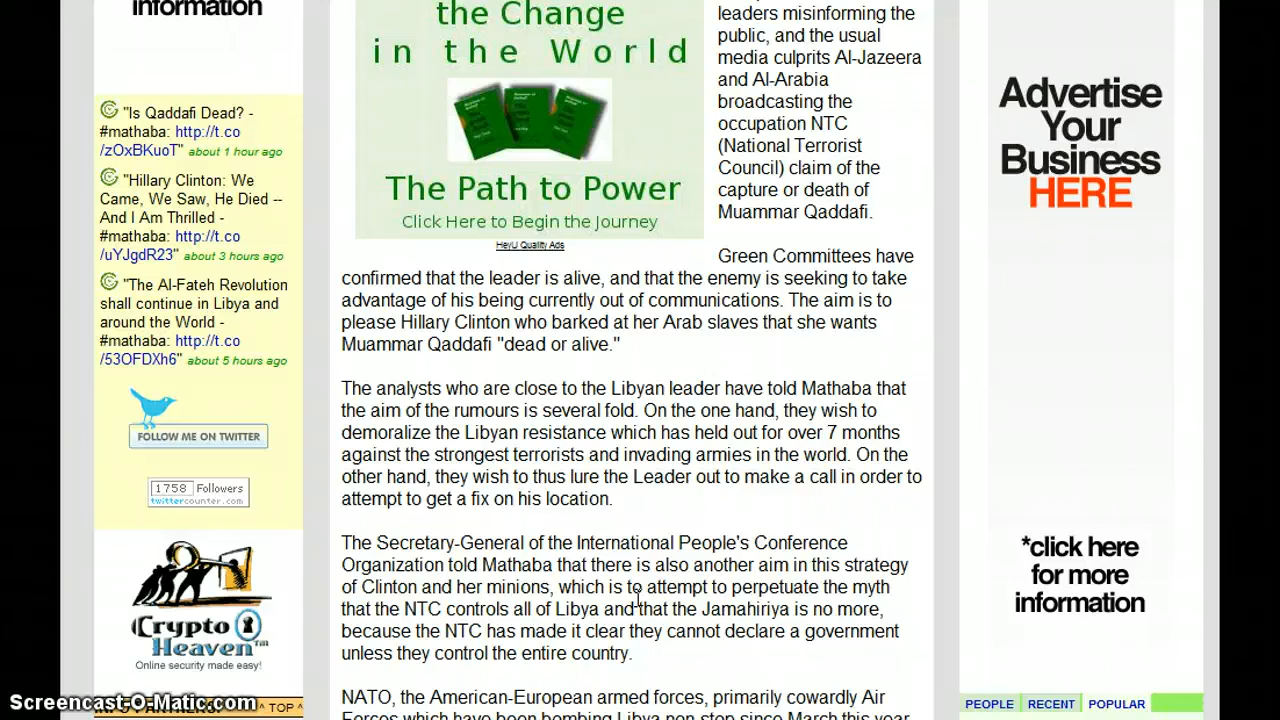 information
"Is Qaddafi Dead? -
#mathaba: http://t.co
/zOxBKuoT" about 1 hour ago
"Hillary Clinton: We
Came, We Saw, He Died --
And I Am Thrilled -
#mathaba: http://t.co
/uYJgdR23" about 3 hours ago
"The Al-Fateh Revolution
shall continue in Libya and
around the World -
#mathaba: http://t.co
/53OFDXh6" about 5 hours ago
FOLLOW ME ON TWITTER
1758 Followers
twittercounter.com
Crypto
Heaven™
Online security made easy!
^ TOP ^
the Change
in the World
The Path to Power
Click Here to Begin the Journey
HeyU Quality Ads
leaders misinforming the
public, and the usual
media culprits Al-Jazeera
and Al-Arabia
broadcasting the
occupation NTC
(National Terrorist
Council) claim of the
capture or death of
Muammar Qaddafi.
Green Committees have
confirmed that the leader is alive, and that the enemy is seeking to take
advantage of his being currently out of communications. The aim is to
please Hillary Clinton who barked at her Arab slaves that she wants
Muammar Qaddafi "dead or alive."
The analysts who are close to the Libyan leader have told Mathaba that
the aim of the rumours is several fold. On the one hand, they wish to
demoralize the Libyan resistance which has held out for over 7 months
against the strongest terrorists and invading armies in the world. On the
other hand, they wish to thus lure the Leader out to make a call in order to
attempt to get a fix on his location.
The Secretary-General of the International People's Conference
Organization told Mathaba that there is also another aim in this strategy
of Clinton and her minions, which is to attempt to perpetuate the myth
that the NTC controls all of Libya and that the Jamahiriya is no more,
because the NTC has made it clear they cannot declare a government
unless they control the entire country.
NATO, the American-European armed forces, primarily cowardly Air
Forces which have been bombing Libya non stop since March this year
Advertise
Your
Business
HERE
*click here
for more
information
PEOPLE RECENT POPULAR
Screencast-O-Matic.com